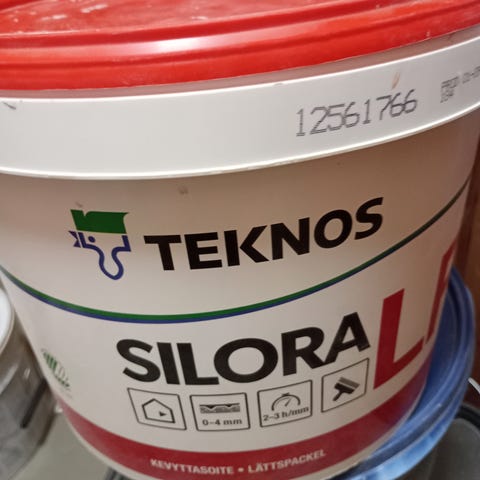 12561766
TEKNOS
SILORA
0-4 mm
2-3 h/mm
KEVYTTASOITE • LÄTTSPACKEL